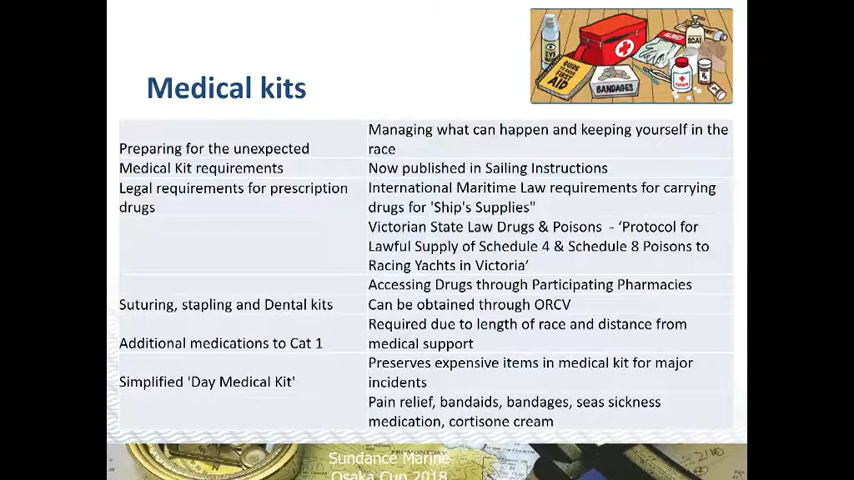 Medical kits
GUIDE TO FIRST AID
BANDAGES
SOAP
Preparing for the unexpected
Managing what can happen and keeping yourself in the
race
Medical Kit requirements
Now published in Sailing Instructions
Legal requirements for prescription
drugs
International Maritime Law requirements for carrying
drugs for 'Ship's Supplies"
Victorian State Law Drugs & Poisons - ‘Protocol for
Lawful Supply of Schedule 4 & Schedule 8 Poisons to
Racing Yachts in Victoria’
Accessing Drugs through Participating Pharmacies
Suturing, stapling and Dental kits
Can be obtained through ORCV
Additional medications to Cat 1
Required due to length of race and distance from
medical support
Simplified 'Day Medical Kit'
Preserves expensive items in medical kit for major
incidents
Pain relief, bandaids, bandages, seas sickness
medication, cortisone cream
Sundance Marine
Osaka Cup 2018